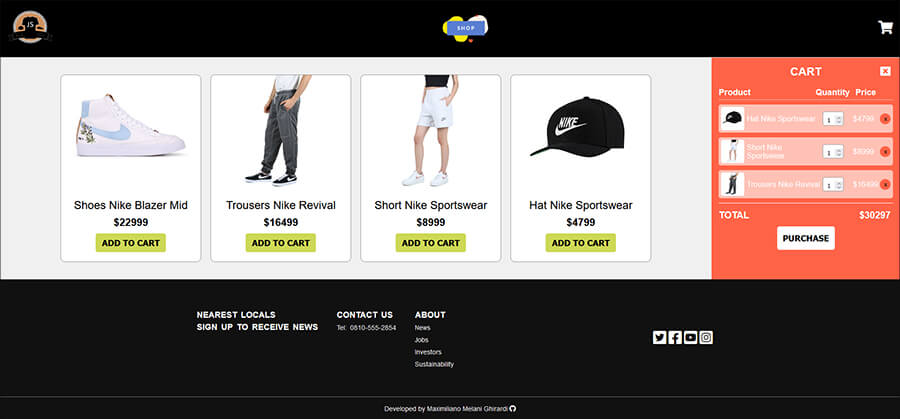 JS
SHOP
Shoes Nike Blazer Mid
$22999
ADD TO CART
Trousers Nike Revival
$16499
ADD TO CART
Short Nike Sportswear
$8999
ADD TO CART
NIKE
Hat Nike Sportswear
$4799
ADD TO CART
CART
x
Product Quantity Price
Hat Nike Sportswear 1 $4799 x
Short Nike
Sportswear 1 $8999 x
Trousers Nike Revival 1 $16499 x
TOTAL $30297
PURCHASE
NEAREST LOCALS
SIGN UP TO RECEIVE NEWS
CONTACT US
Tel: 0810-555-2654
ABOUT
News
Jobs
Investors
Sustainability
Developed by Maximiliano Melani Ghirardi